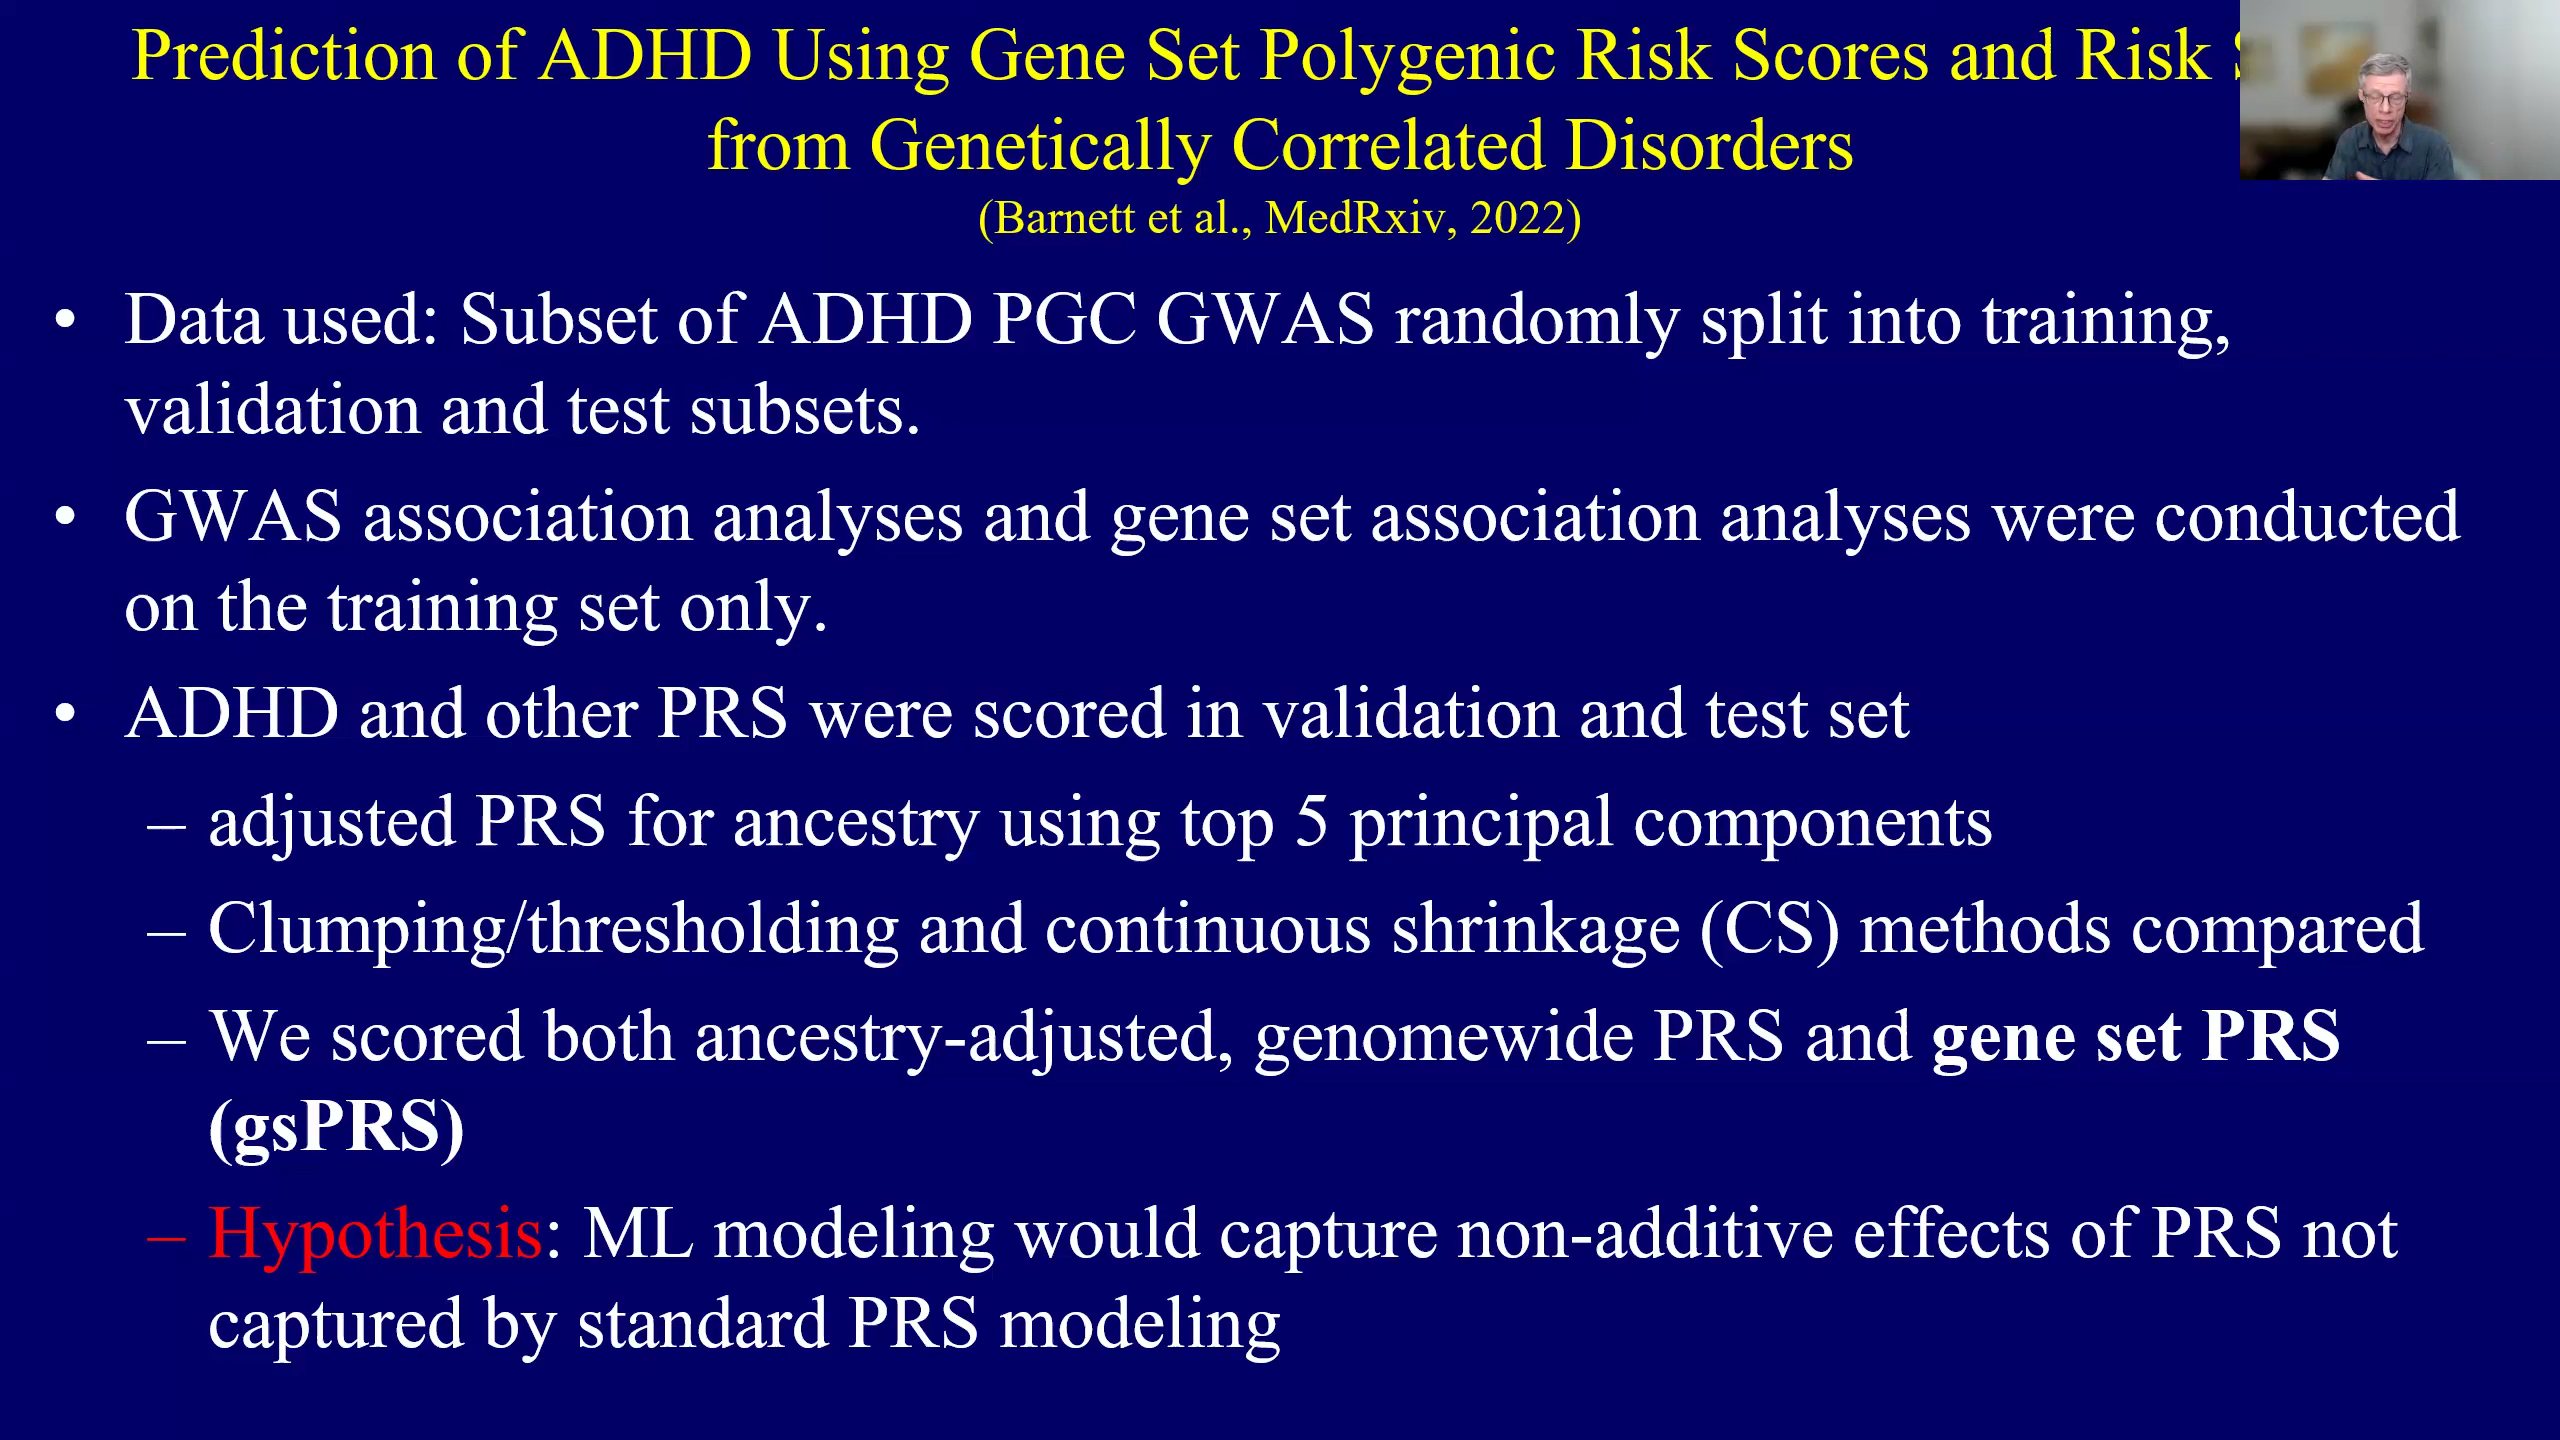 Prediction of ADHD Using Gene Set Polygenic Risk Scores and Risk
from Genetically Correlated Disorders
(Barnett et al., MedRxiv, 2022)
• Data used: Subset of ADHD PGC GWAS randomly split into training,
validation and test subsets.
• GWAS association analyses and gene set association analyses were conducted
on the training set only.
• ADHD and other PRS were scored in validation and test set
– adjusted PRS for ancestry using top 5 principal components
– Clumping/thresholding and continuous shrinkage (CS) methods compared
– We scored both ancestry-adjusted, genomewide PRS and gene set PRS
(gsPRS)
– Hypothesis: ML modeling would capture non-additive effects of PRS not
captured by standard PRS modeling